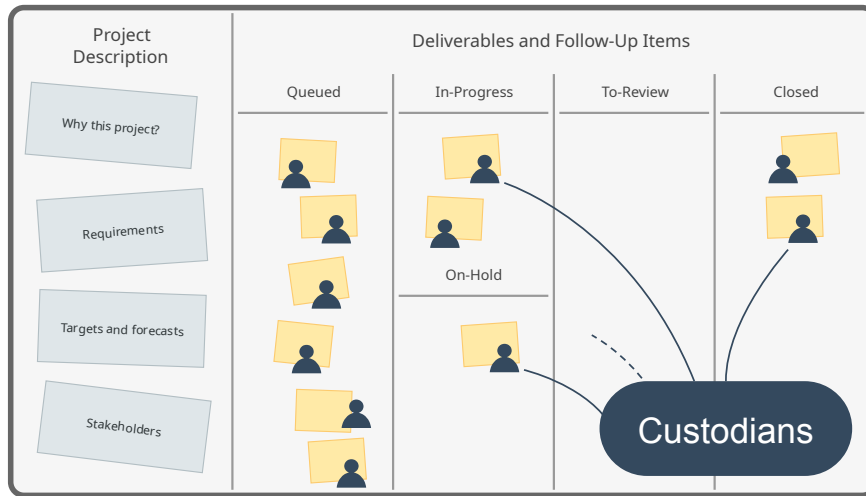 Project
Description
Deliverables and Follow-Up Items
Queued
In-Progress
To-Review
Closed
Why this project?
Requirements
On-Hold
Targets and forecasts
Stakeholders
Custodians